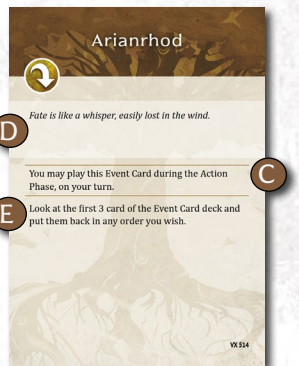 Arianrhod
D
Fate is like a whisper, easily lost in the wind.
You may play this Event Card during the Action
Phase, on your turn.
C
E
Look at the first 3 card of the Event Card deck and
put them back in any order you wish.
VX 514